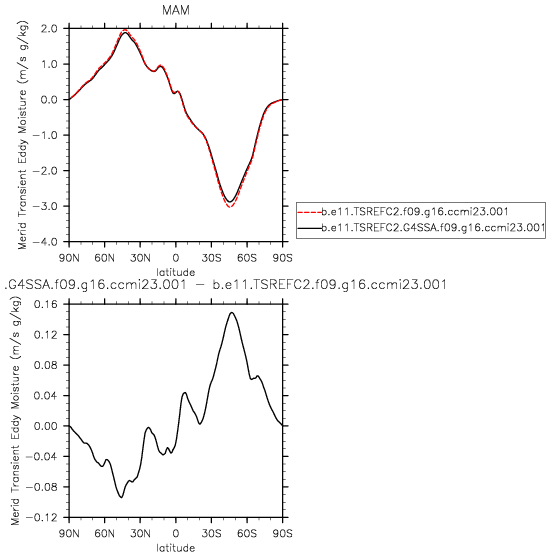 MAM
Merid Transient Eddy Moisture (m/s g/kg)
2.0
1.0
0.0
−1.0
−2.0
−3.0
−4.0
90N 60N 30N 0 30S 60S 90S
latitude
b.e11.TSREFC2.f09.g16.ccmi23.001
b.e11.TSREFC2.G4SSA.f09.g16.ccmi23.001
.G4SSA.f09.g16.ccmi23.001 − b.e11.TSREFC2.f09.g16.ccmi23.001
Merid Transient Eddy Moisture (m/s g/kg)
0.16
0.12
0.08
0.04
0.00
−0.04
−0.08
−0.12
90N 60N 30N 0 30S 60S 90S
latitude